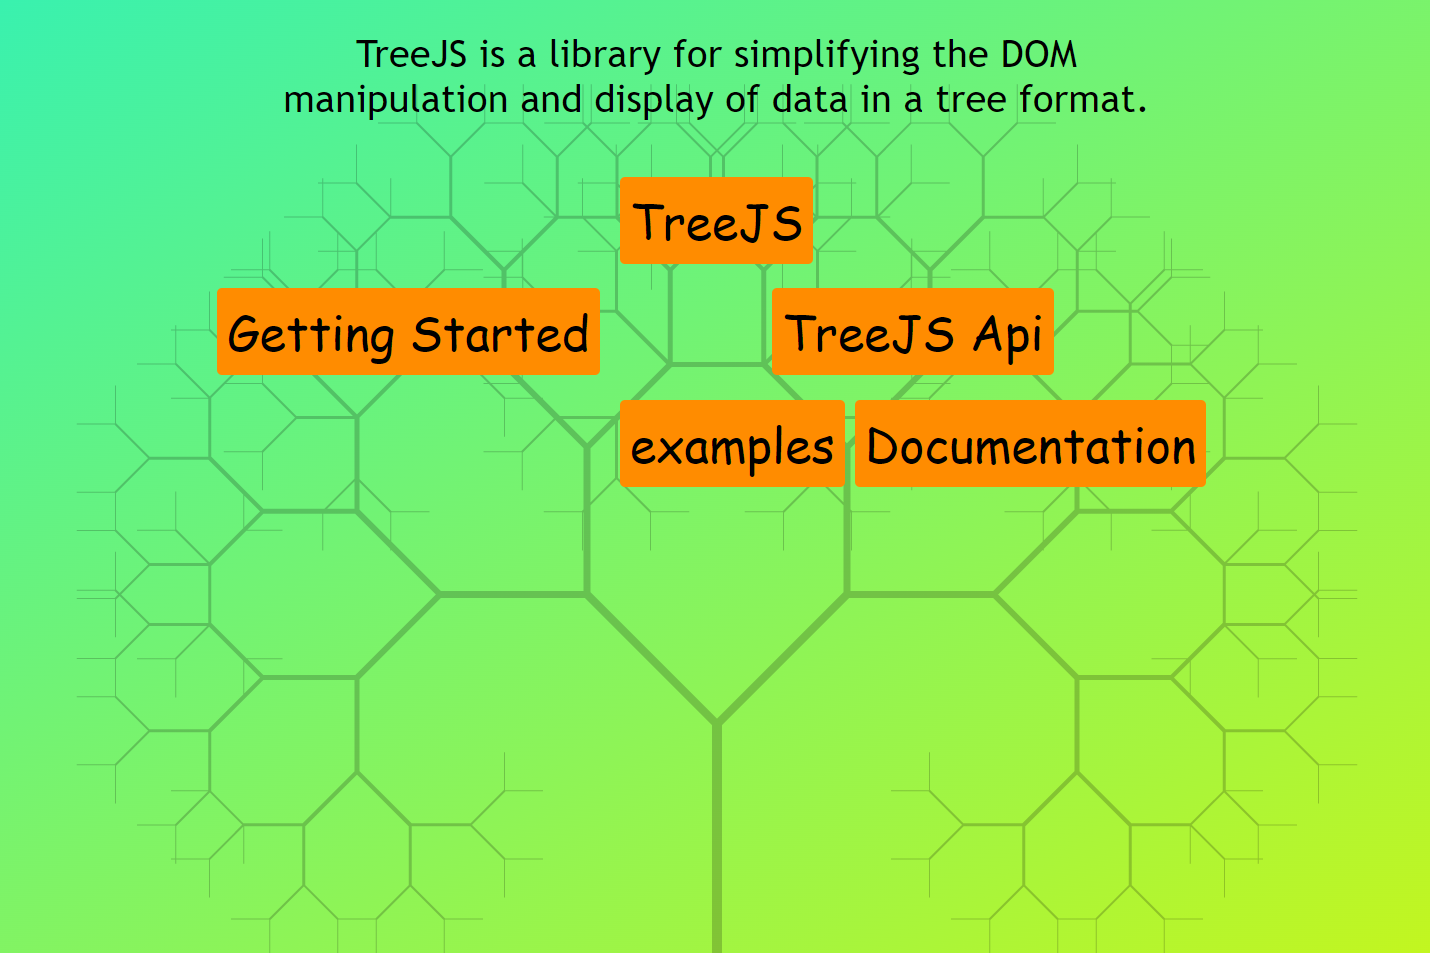 TreeJS is a library for simplifying the DOM
manipulation and display of data in a tree format.
TreeJS
Getting Started
TreeJS Api
examples
Documentation